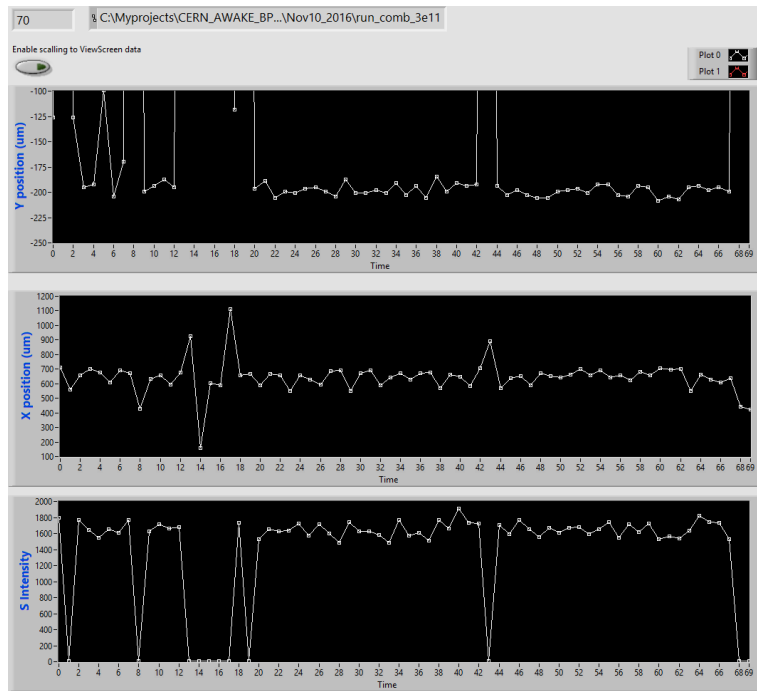 70
% C:\Myprojects\CERN_AWAKE_BP...\Nov10_2016\run_comb_3e11
Enable scalling to ViewScreen data
Plot 0
Plot 1
Y position (um)
-100
-125
-150
-175
-200
-225
-250
0 2 4 6 8 10 12 14 16 18 20 22 24 26 28 30 32 34 36 38 40 42 44 46 48 50 52 54 56 58 60 62 64 66 68 69
Time
X position (um)
1200
1100
1000
900
800
700
600
500
400
300
200
100
0 2 4 6 8 10 12 14 16 18 20 22 24 26 28 30 32 34 36 38 40 42 44 46 48 50 52 54 56 58 60 62 64 66 68 69
Time
S Intensity
2000
1800
1600
1400
1200
1000
800
600
400
200
0
0 2 4 6 8 10 12 14 16 18 20 22 24 26 28 30 32 34 36 38 40 42 44 46 48 50 52 54 56 58 60 62 64 66 68 69
Time